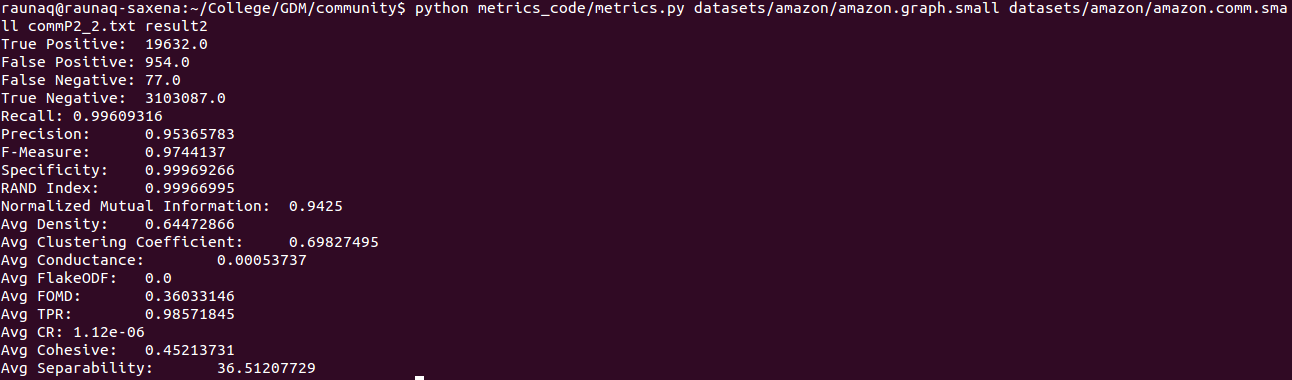 raunaq@raunaq-saxena:~/College/GDM/community$ python metrics_code/metrics.py datasets/amazon/amazon.graph.small datasets/amazon/amazon.comm.sma
ll commP2_2.txt result2
True Positive:  19632.0
False Positive: 954.0
False Negative: 77.0
True Negative:  3103087.0
Recall: 0.99609316
Precision:      0.95365783
F-Measure:      0.9744137
Specificity:    0.99969266
RAND Index:     0.99966995
Normalized Mutual Information:  0.9425
Avg Density:    0.64472866
Avg Clustering Coefficient:     0.69827495
Avg Conductance:        0.00053737
Avg FlakeODF:   0.0
Avg FOMD:       0.36033146
Avg TPR:        0.98571845
Avg CR: 1.12e-06
Avg Cohesive:   0.45213731
Avg Separability:       36.51207729